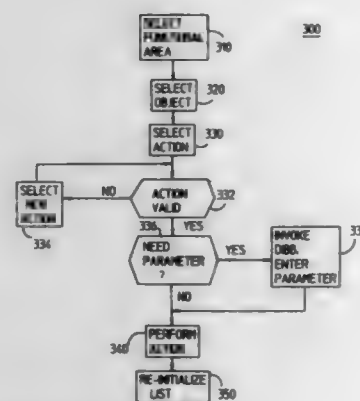 SELECT
FUNCTIONAL
AREA
310
300
SELECT
OBJECT
320
SELECT
ACTION
330
SELECT
NEW
ACTION
334
NO
ACTION
VALID
332
YES
336
NEED
PARAMETER
?
YES
INVOKE
ENTER
PARAMETER
NO
340
PERFORM
ACTION
RE-INITIALIZE
LIST
350